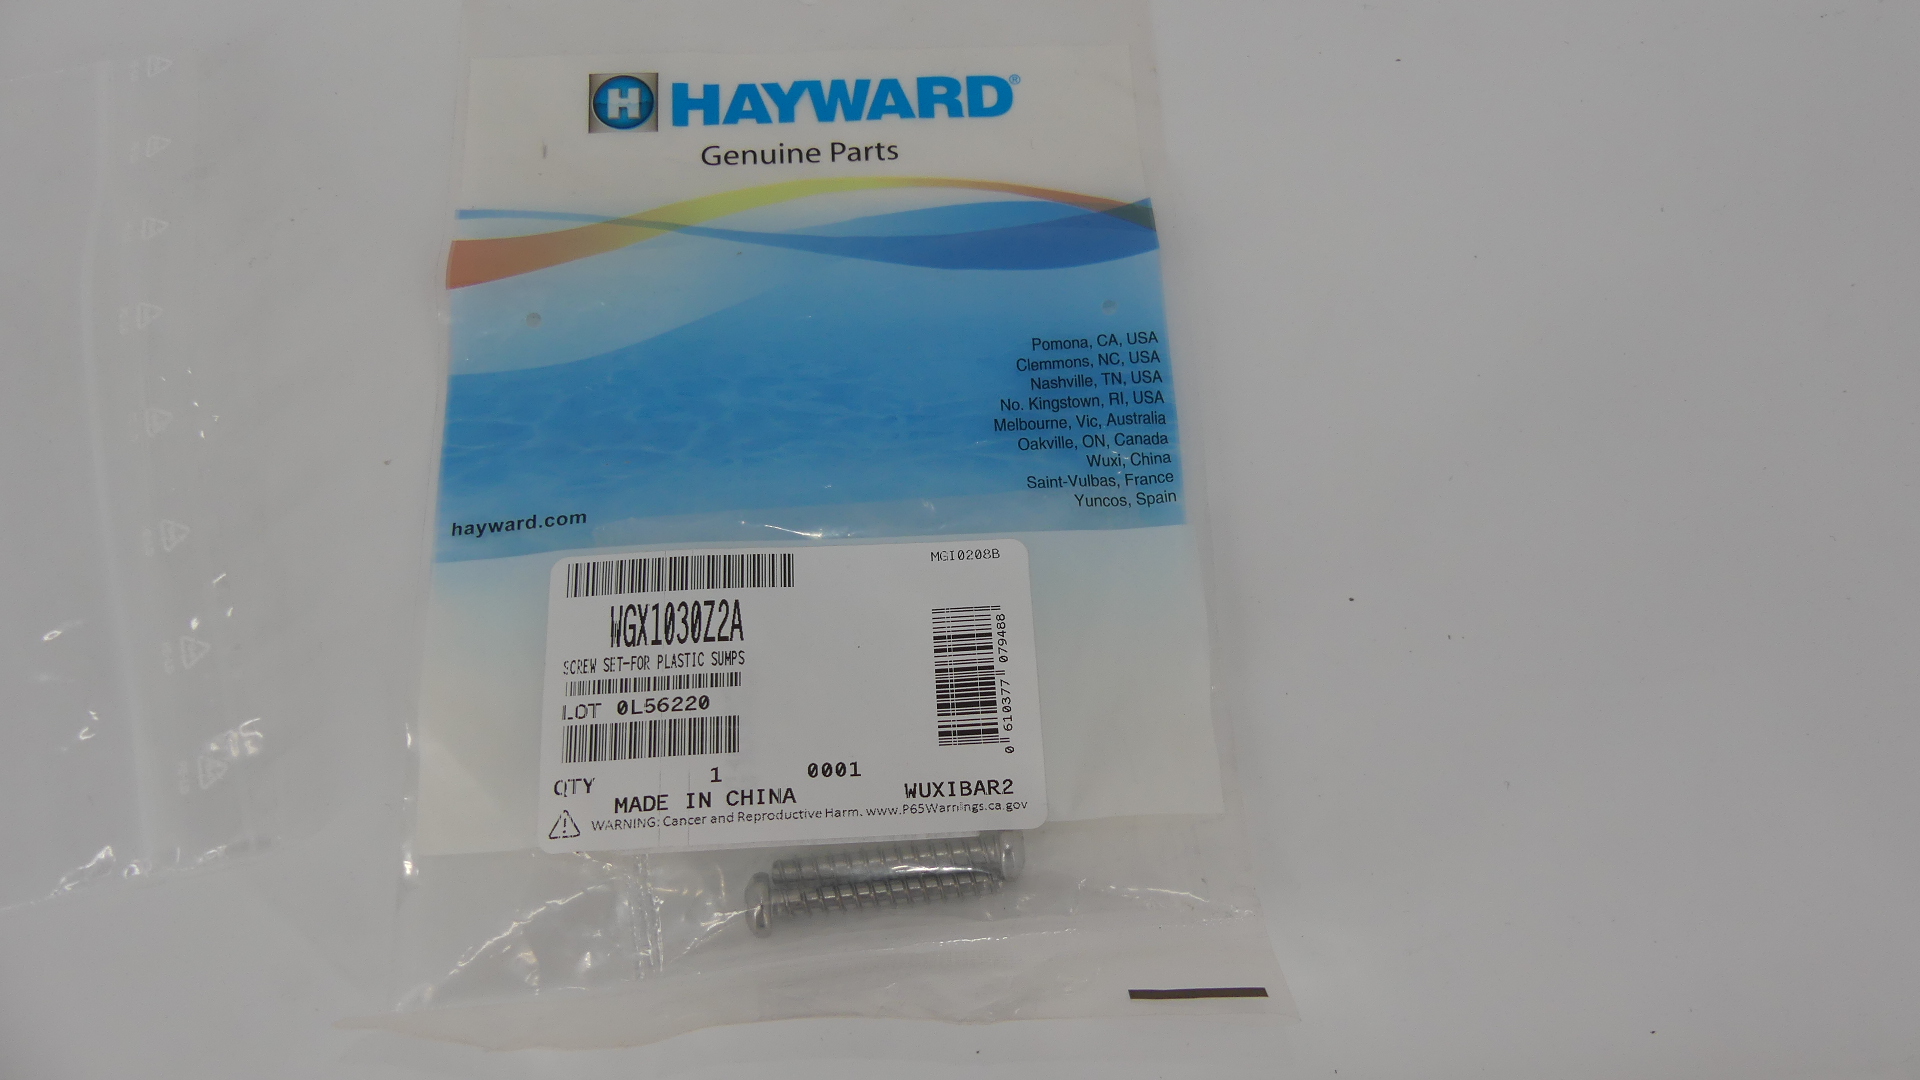 H HAYWARD®
Genuine Parts
Pomona, CA, USA
Clemmons, NC, USA
Nashville, TN, USA
No. Kingstown, RI, USA
Melbourne, Vic, Australia
Oakville, ON, Canada
Wuxi, China
Saint-Vulbas, France
Yuncos, Spain
hayward.com
MGI0208B
WGX1030Z2A
SCREW SET-FOR PLASTIC SUMPS
LOT 0L56220
0 610377 079488
QTY 1 0001
MADE IN CHINA WUXIBAR2
WARNING: Cancer and Reproductive Harm. www.P65Warnings.ca.gov